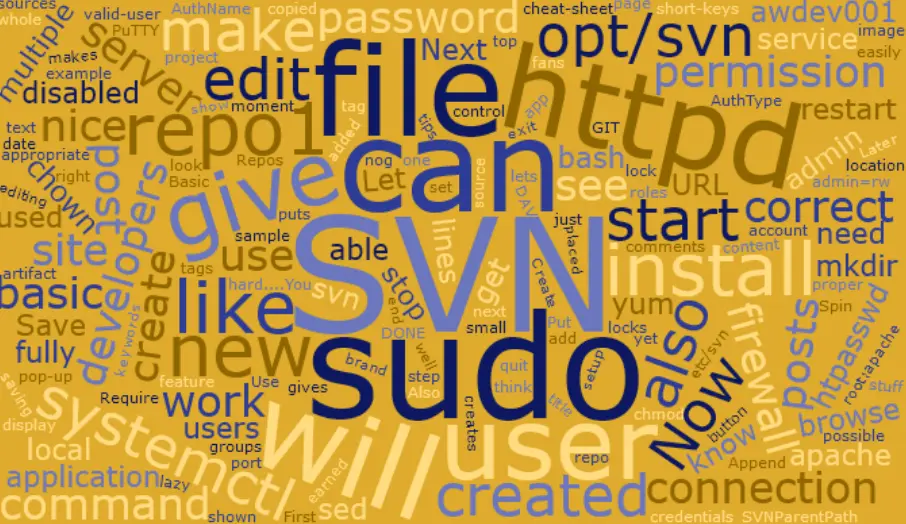 sources
whole
valid-user
PuTTY
AuthName
copied
cheat-sheet
page
short-keys
awdev001
image
makes
example
multiple
project
make
password
Next
top
fans
opt/svn
service
easily
disabled
server
edit
file
httpd
permission
show
moment
tag
added
control
tips
app
exit
AuthType
restart
text
date
appropriate
nice
repo1
GIT
Later
admin
right
look
Basic
Repos
can
nog
one
Let
set
source
lets
DAV
bash
lock
see
roles
URL
location
admin=rw
editing
chown
post
give
puts
used
developers
sample
able
lines
Create
just
placed
start
correct
comments
account
need
content
site
tags
use
SVN
install
mkdir
artifact
basic
create
like
hard....You
svn
stop
get
next
yum
proper
Spin
Save
fully
keywords
new
end
DONE
small
Put
add
locks
yet
etc/svn
also
firewall
posts
htpasswd
root:apache
pop-up
feature
brand
well
quit
setup
saving
Require
Use
gives
step
Also
think
sudo
Now
stuff
work
title
chmod
button
browse
display
users
systemctl
will
creates
user
know
possible
local
groups
port
repo
Append
apache
application
lazy
earned
command
shown
First
sed
created
connection
credentials
SVNParentPath